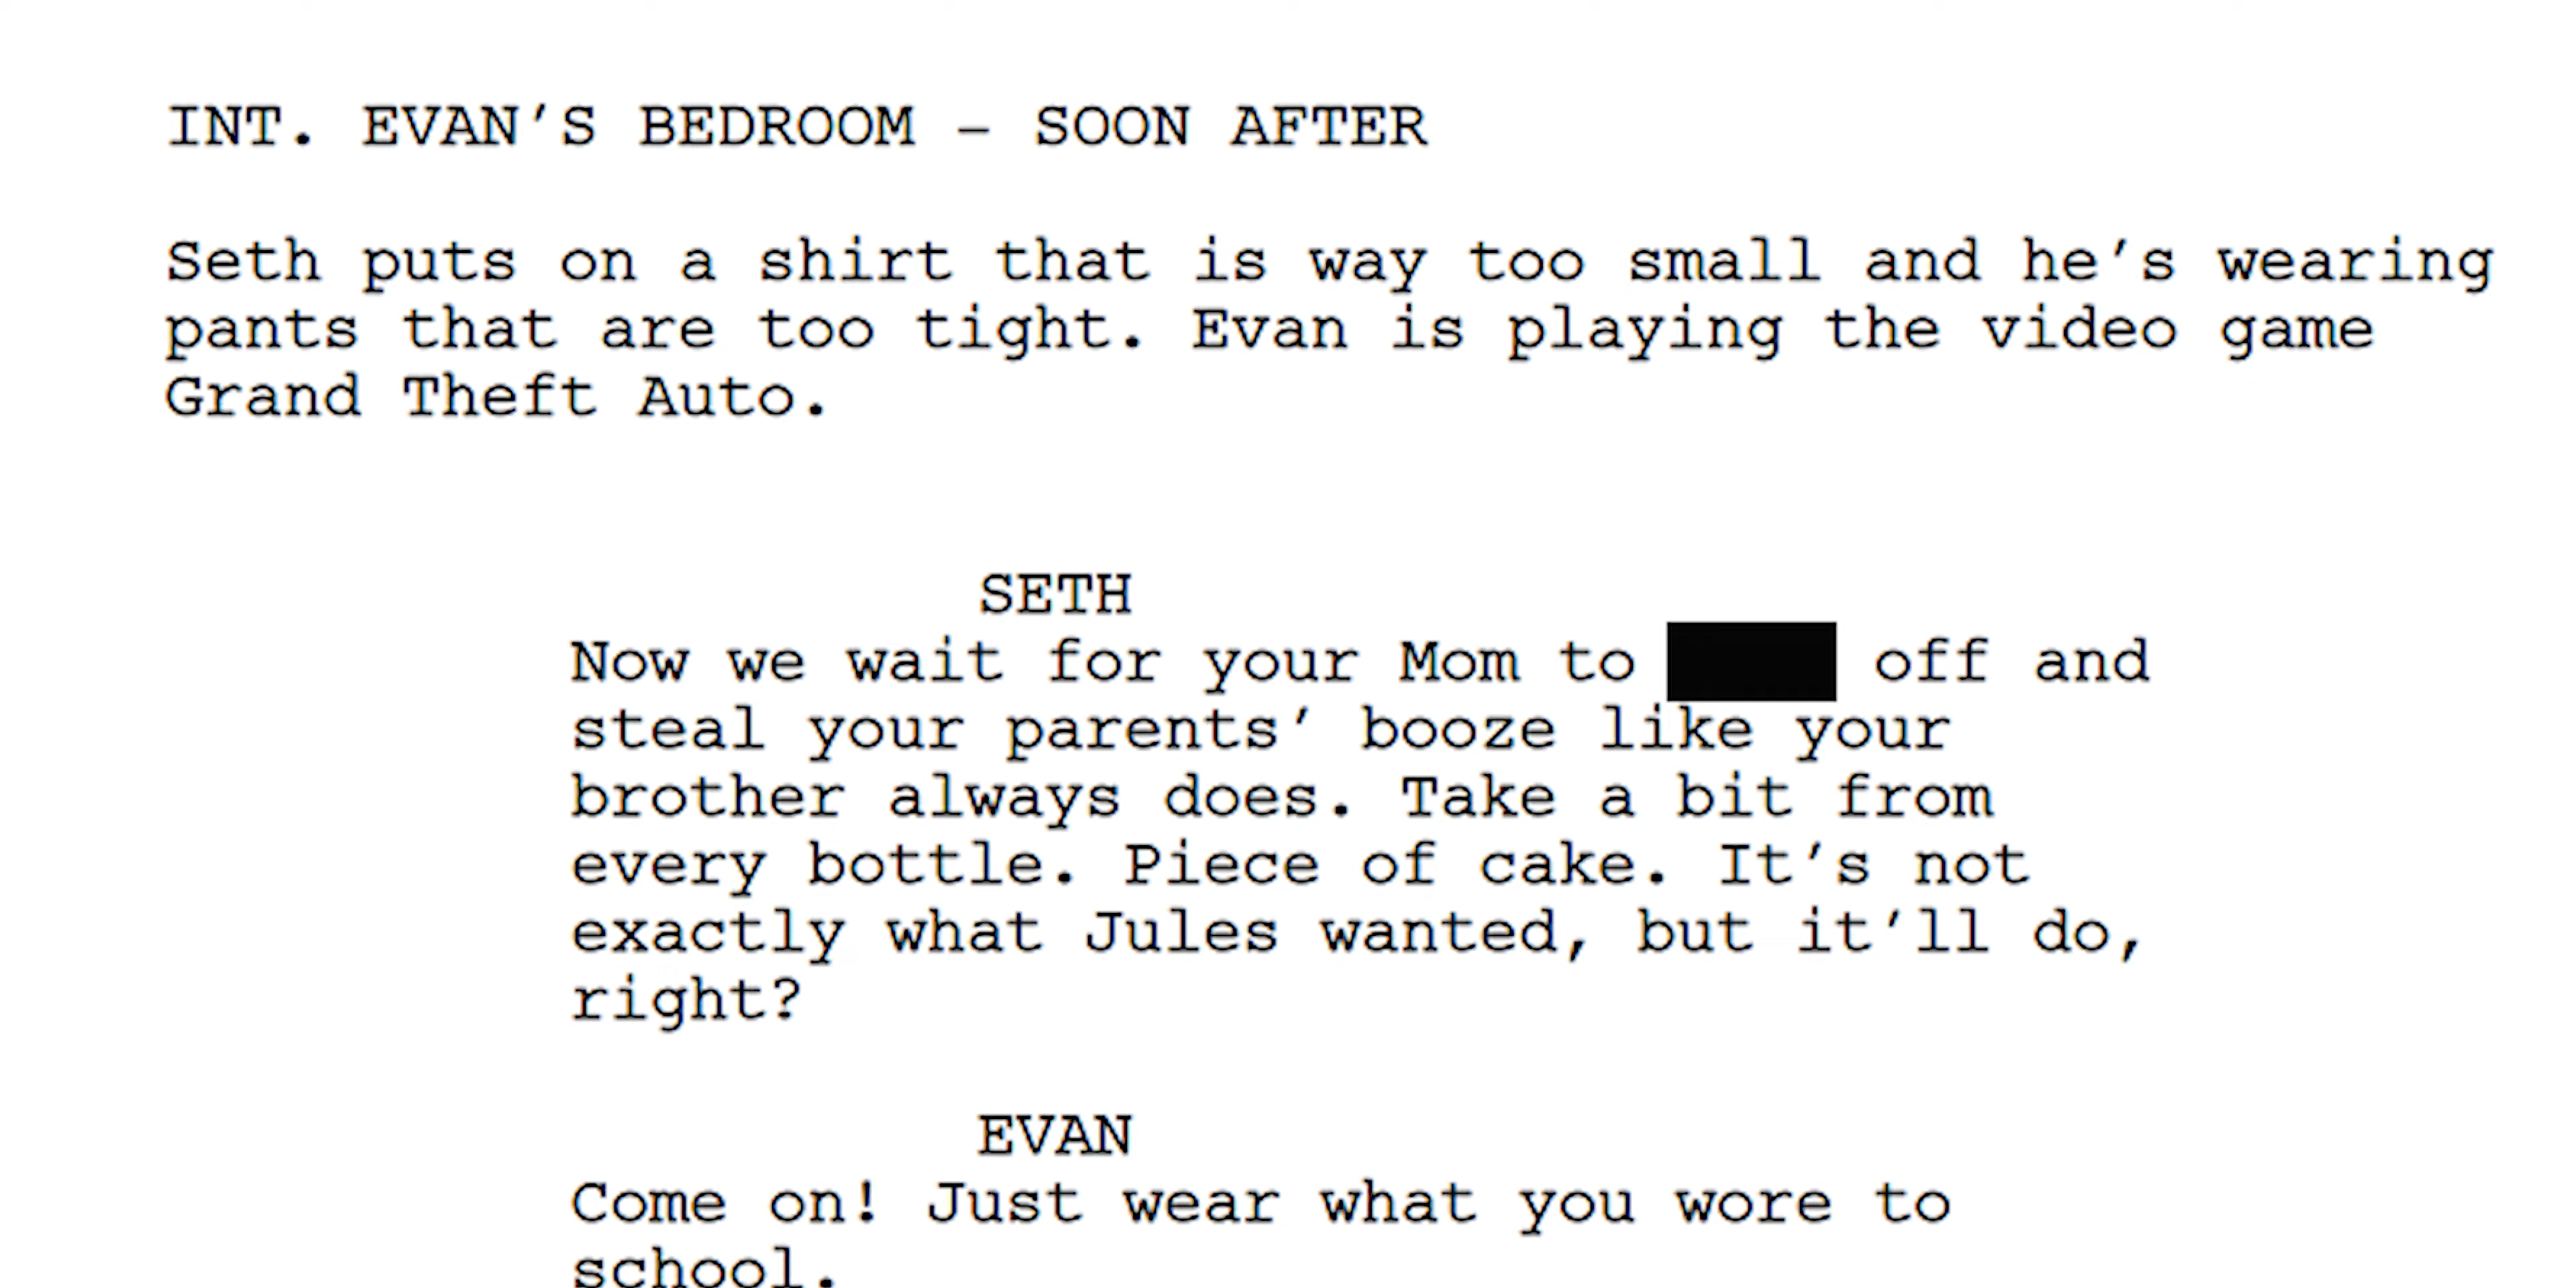 INT. EVAN'S BEDROOM – SOON AFTER
Seth puts on a shirt that is way too small and he's wearing
pants that are too tight. Evan is playing the video game
Grand Theft Auto.
SETH
Now we wait for your Mom to off and
steal your parents' booze like your
brother always does. Take a bit from
every bottle. Piece of cake. It's not
exactly what Jules wanted, but it'll do,
right?
EVAN
Come on! Just wear what you wore to
school.